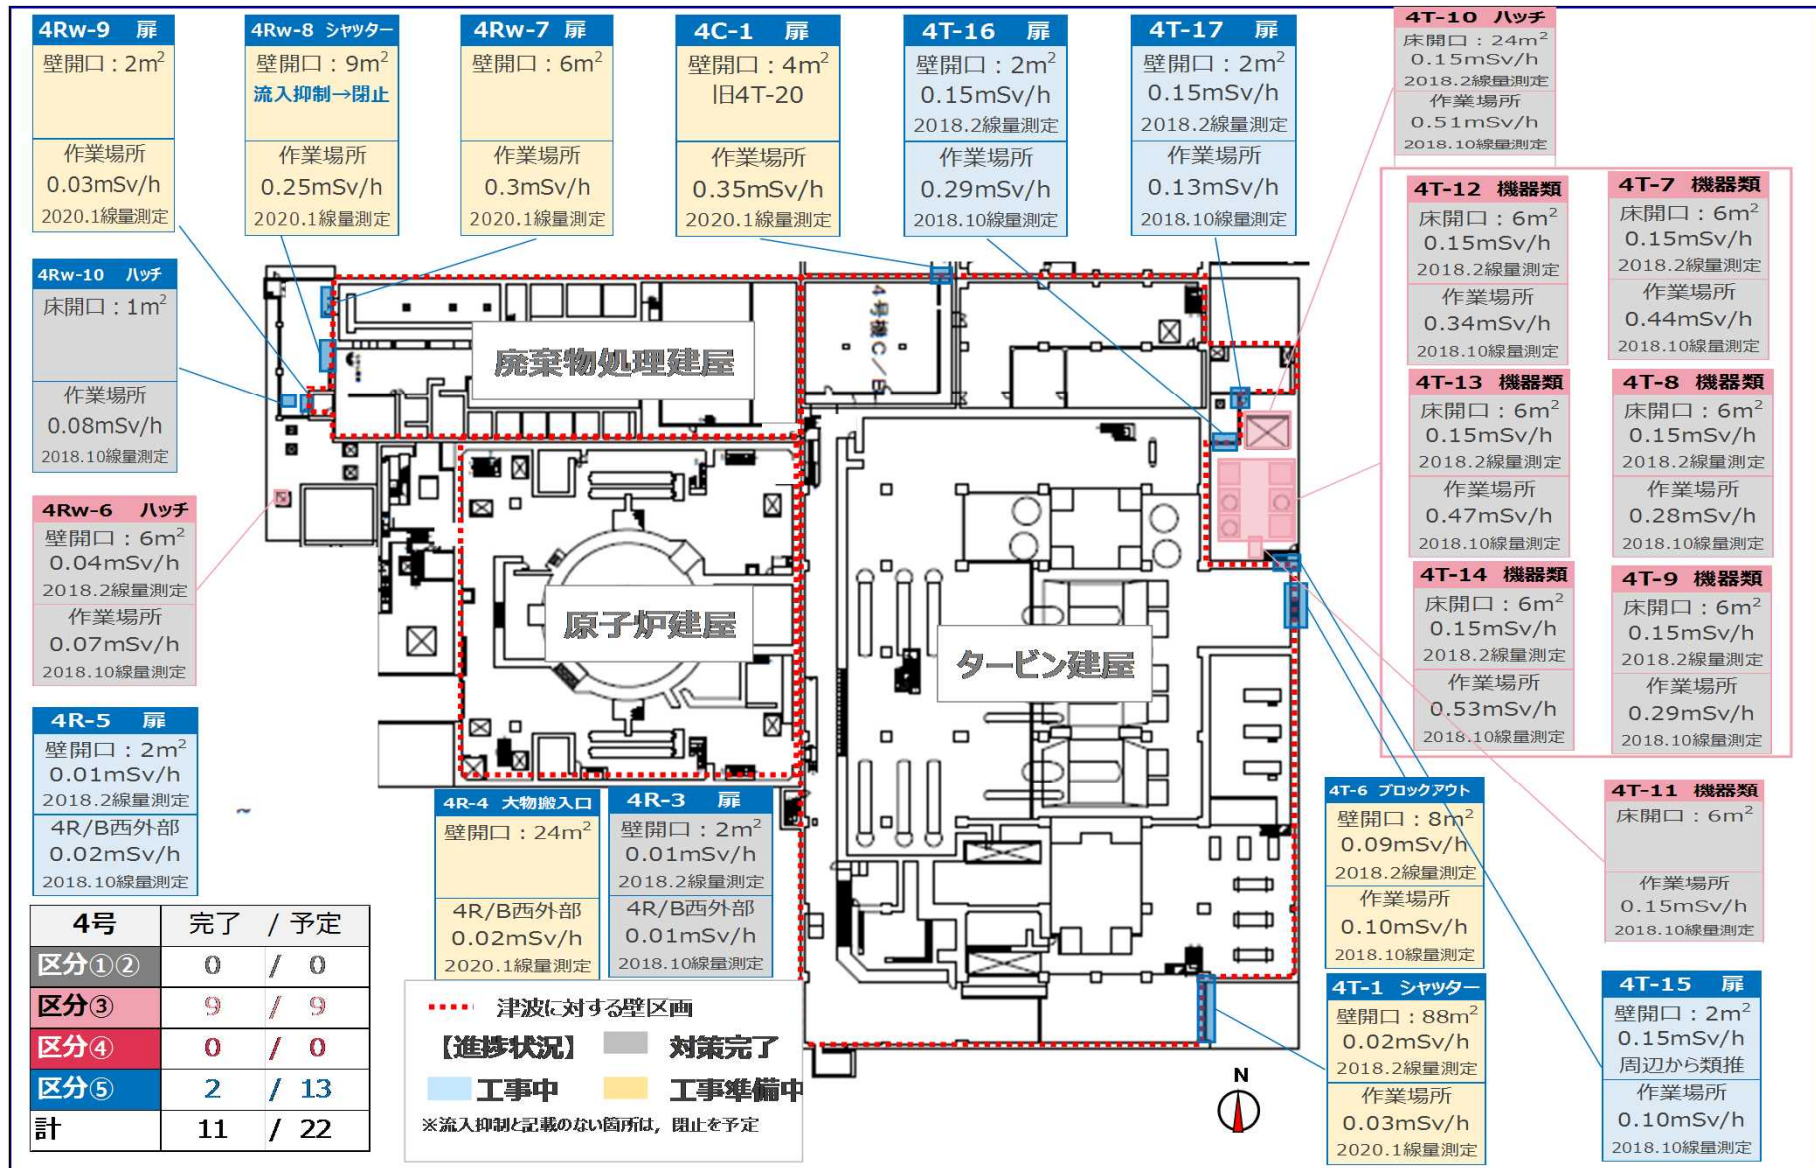 4Rw-9 扉
壁開口：2m²
作業場所
0.03mSv/h
2020.1線量測定
4Rw-8 シャッター
壁開口：9m²
流入抑制→閉止
作業場所
0.25mSv/h
2020.1線量測定
4Rw-7 扉
壁開口：6m²
作業場所
0.3mSv/h
2020.1線量測定
4C-1 扉
壁開口：4m²
旧4T-20
作業場所
0.35mSv/h
2020.1線量測定
4T-16 扉
壁開口：2m²
0.15mSv/h
2018.2線量測定
作業場所
0.29mSv/h
2018.10線量測定
4T-17 扉
壁開口：2m²
0.15mSv/h
2018.2線量測定
作業場所
0.13mSv/h
2018.10線量測定
4T-10 ハッチ
床開口：24m²
0.15mSv/h
2018.2線量測定
作業場所
0.51mSv/h
2018.10線量測定
4T-12 機器類
床開口：6m²
0.15mSv/h
2018.2線量測定
作業場所
0.34mSv/h
2018.10線量測定
4T-7 機器類
床開口：6m²
0.15mSv/h
2018.2線量測定
作業場所
0.44mSv/h
2018.10線量測定
4T-13 機器類
床開口：6m²
0.15mSv/h
2018.2線量測定
作業場所
0.47mSv/h
2018.10線量測定
4T-8 機器類
床開口：6m²
0.15mSv/h
2018.2線量測定
作業場所
0.28mSv/h
2018.10線量測定
4T-14 機器類
床開口：6m²
0.15mSv/h
2018.2線量測定
作業場所
0.53mSv/h
2018.10線量測定
4T-9 機器類
床開口：6m²
0.15mSv/h
2018.2線量測定
作業場所
0.29mSv/h
2018.10線量測定
4Rw-10 ハッチ
床開口：1m²
作業場所
0.08mSv/h
2018.10線量測定
4Rw-6 ハッチ
壁開口：6m²
0.04mSv/h
2018.2線量測定
作業場所
0.07mSv/h
2018.10線量測定
4R-5 扉
壁開口：2m²
0.01mSv/h
2018.2線量測定
4R/B西外部
0.02mSv/h
2018.10線量測定
廃棄物処理建屋
4号機C/B
原子炉建屋
タービン建屋
~
4R-4 大物搬入口
壁開口：24m²
4R/B西外部
0.02mSv/h
2020.1線量測定
4R-3 扉
壁開口：2m²
0.01mSv/h
2018.2線量測定
4R/B西外部
0.01mSv/h
2018.10線量測定
4T-6 ブロックアウト
壁開口：8m²
0.09mSv/h
2018.2線量測定
作業場所
0.10mSv/h
2018.10線量測定
4T-11 機器類
床開口：6m²
作業場所
0.15mSv/h
2018.10線量測定
4T-1 シャッター
壁開口：88m²
0.02mSv/h
2018.2線量測定
作業場所
0.03mSv/h
2020.1線量測定
4T-15 扉
壁開口：2m²
0.15mSv/h
周辺から類推
作業場所
0.10mSv/h
2018.10線量測定
4号 完了 / 予定
区分①② 0 / 0
区分③ 9 / 9
区分④ 0 / 0
区分⑤ 2 / 13
計 11 / 22
津波に対する壁区画
【進捗状況】 対策完了
工事中 工事準備中
※流入抑制と記載のない箇所は，閉止を予定
N